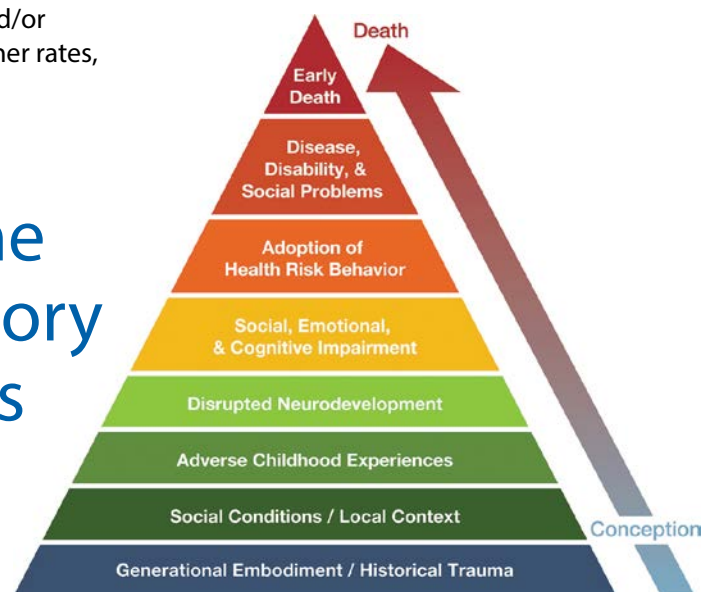 d/or
her rates,
Death
Early
Death
Disease,
Disability, &
Social Problems
ne
ory
s
Adoption of
Health Risk Behavior
Social, Emotional,
& Cognitive Impairment
Disrupted Neurodevelopment
Adverse Childhood Experiences
Social Conditions / Local Context
Conception
Generational Embodiment / Historical Trauma